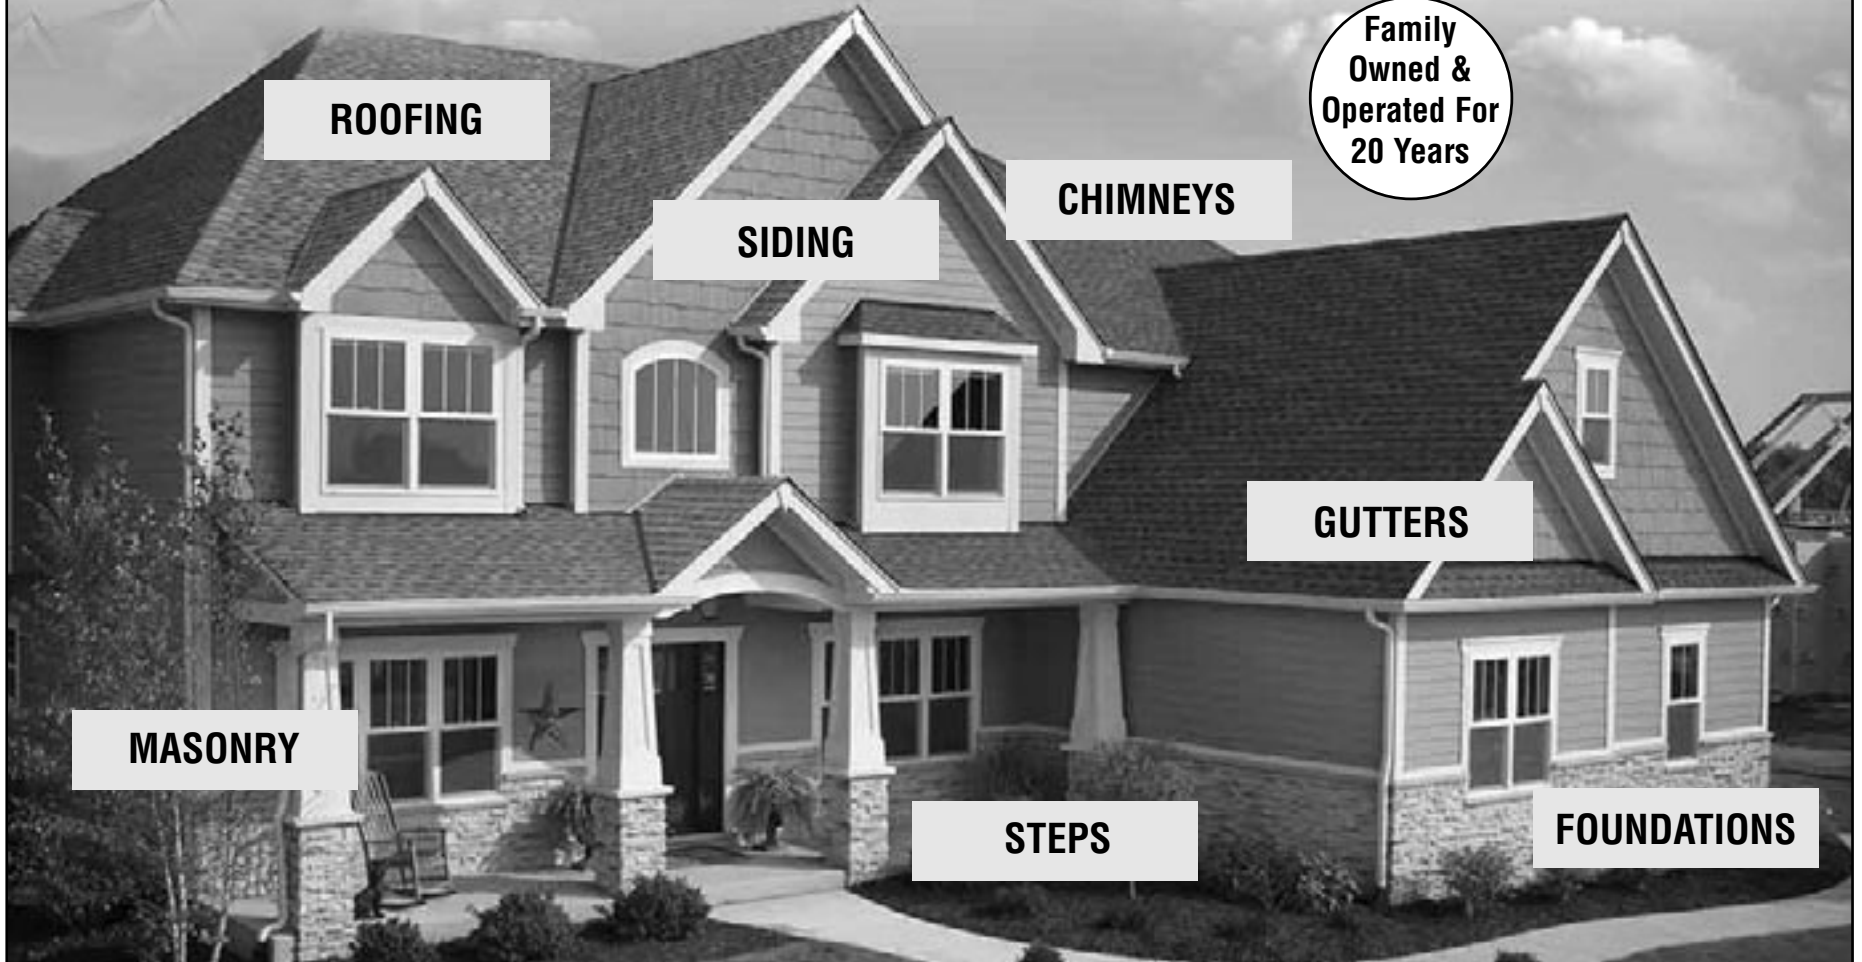 Family
Owned &
Operated For
20 Years
ROOFING
CHIMNEYS
SIDING
GUTTERS
MASONRY
STEPS
FOUNDATIONS